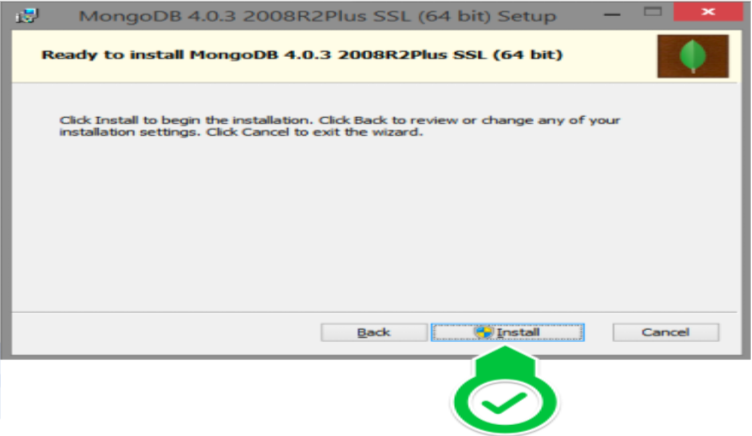 MongoDB 4.0.3 2008R2Plus SSL (64 bit) Setup
Ready to install MongoDB 4.0.3 2008R2Plus SSL (64 bit)
Click Install to begin the installation. Click Back to review or change any of your
installation settings. Click Cancel to exit the wizard.
Back
Install
Cancel